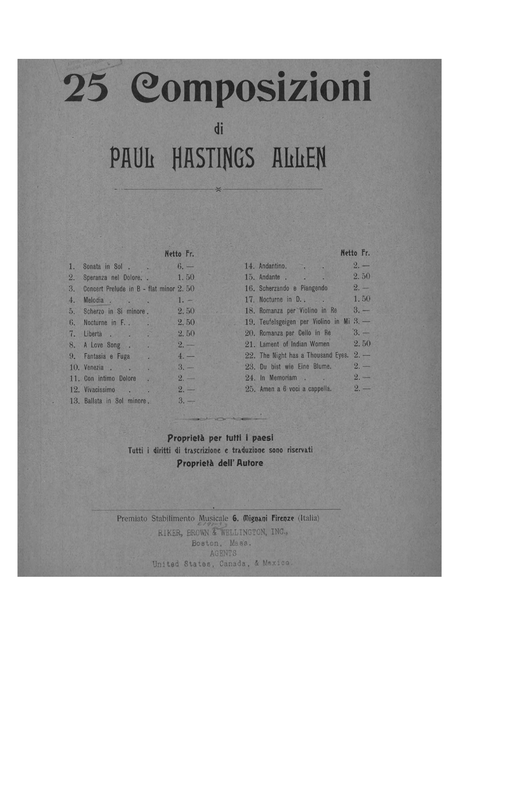 25 Composizioni
di
PAUL HASTINGS ALLEN
Netto Fr.
1. Sonata in Sol . . 6. —
2. Speranza nel Dolore. . 1. 50
3. Concert Prelude in B - flat minor 2. 50
4. Melodia . . . 1. —
5. Scherzo in Si minore . 2. 50
6. Nocturne in F. . . 2. 50
7. Liberta . . . 2. 50
8. A Love Song . . 2. —
9. Fantasia e Fuga . 4. —
10. Venezia . . . 3. —
11. Con intimo Dolore . 2. —
12. Vivacissimo . . 2. —
13. Ballata in Sol minore . 3. —
Netto Fr.
14. Andantino. . . 2. —
15. Andante . . . 2. 50
16. Scherzando e Piangendo 2. —
17. Nocturne in D. . 1. 50
18. Romanza per Violino in Re 3. —
19. Teufelsgeigen per Violino in Mi 3. —
20. Romanza per Cello in Re 3. —
21. Lament of Indian Women 2. 50
22. The Night has a Thousand Eyes. 2. —
23. Du bist wie Eine Blume. 2. —
24. In Memoriam . . 2. —
25. Amen a 6 voci a cappella. 2. —
Proprietà per tutti i paesi
Tutti i diritti di trascrizione e traduzione sono riservati
Proprietà dell' Autore
Premiato Stabilimento Musicale G. Mignani Firenze (Italia)
KIKER, BROWN & WELLINGTON, INC.,
Boston, Mass.
AGENTS
United States, Canada, & Mexico.